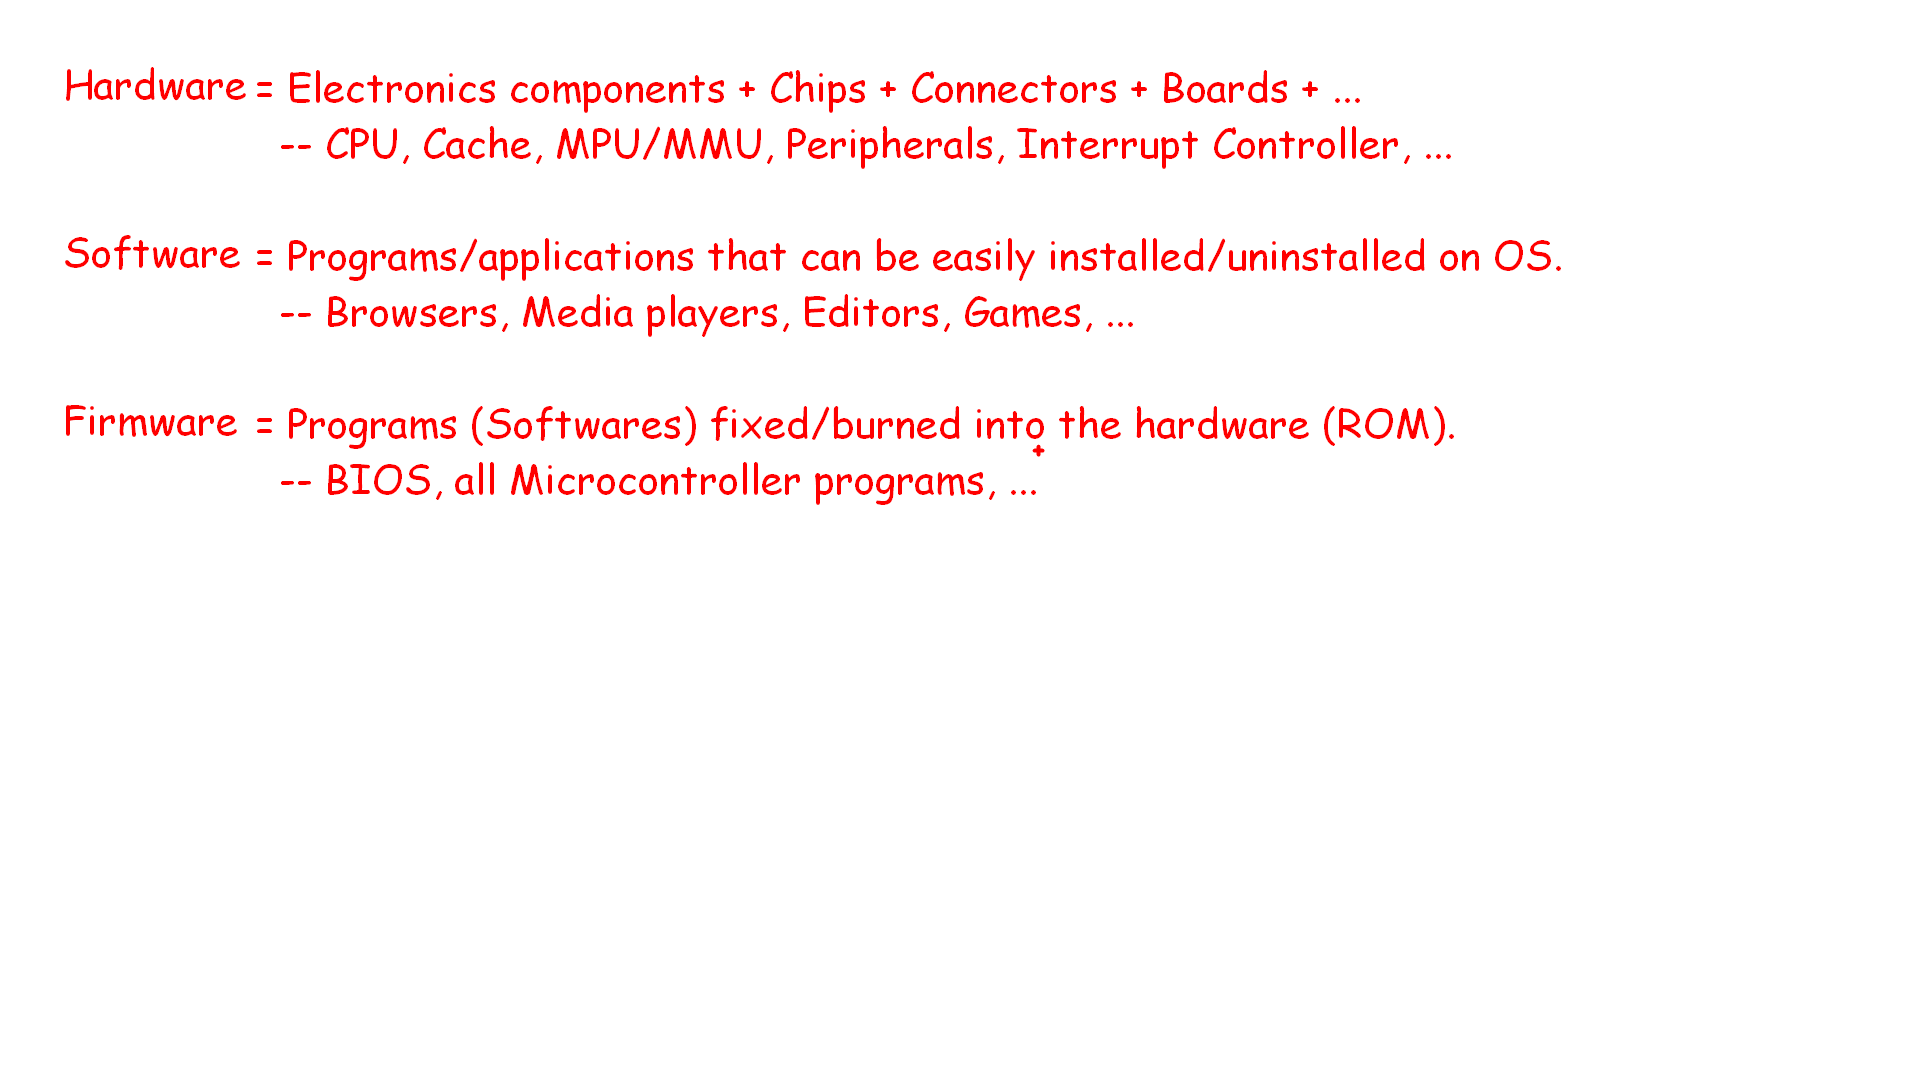 Hardware = Electronics components + Chips + Connectors + Boards + ...
-- CPU, Cache, MPU/MMU, Peripherals, Interrupt Controller, ...
Software = Programs/applications that can be easily installed/uninstalled on OS.
-- Browsers, Media players, Editors, Games, ...
Firmware = Programs (Softwares) fixed/burned into the hardware (ROM).
-- BIOS, all Microcontroller programs, ...